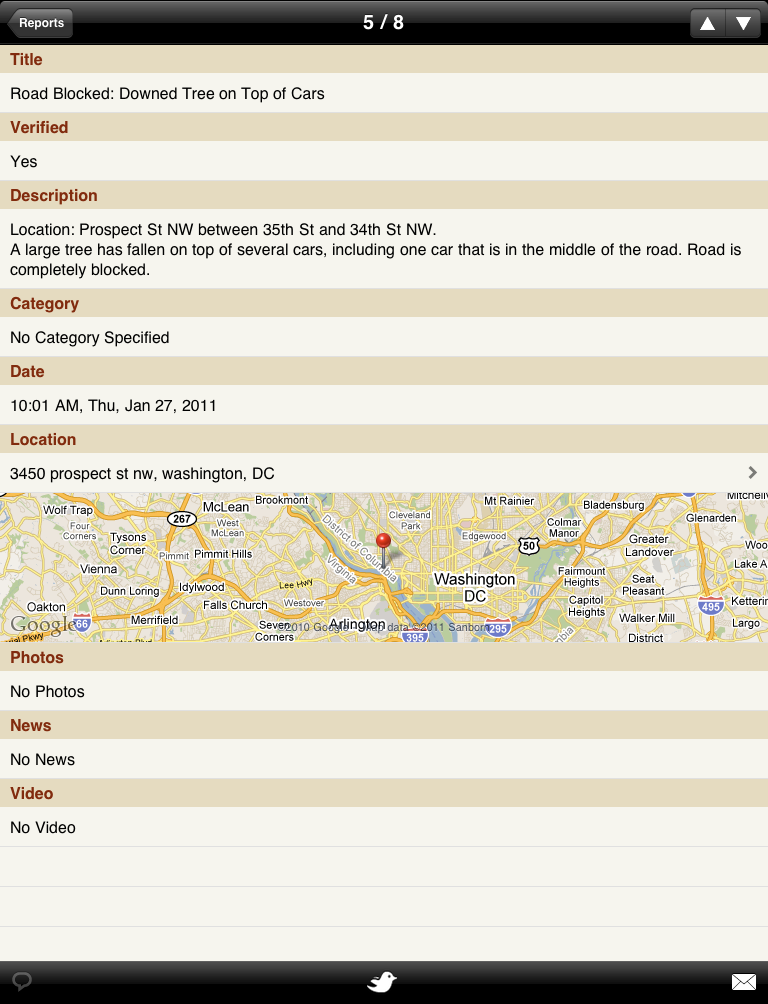 Reports
5 / 8
Title
Road Blocked: Downed Tree on Top of Cars
Verified
Yes
Description
Location: Prospect St NW between 35th St and 34th St NW.
A large tree has fallen on top of several cars, including one car that is in the middle of the road. Road is
completely blocked.
Category
No Category Specified
Date
10:01 AM, Thu, Jan 27, 2011
Location
3450 prospect st nw, washington, DC
Brookmont
Mt Rainier
Mitchell
Wolf Trap
McLean
Bladensburg
267
Cleveland
Park
Glenarden
Four
Corners
West
McLean
District of Columbia
Edgewood
Colmar
Manor
Tysons
Corner
50
Greater
Landover
Woo
Pimmit
Pimmit Hills
Virginia
Lake A
Vienna
Washington
DC
Fairmount
Heights
Seat
Pleasant
Idylwood
Lee Hwy
Dunn Loring
Falls Church
Westover
Capitol
Heights
495
Ketterin
Oakton
Merrifield
Walker Mill
Largo
Google
66
Seven
Corners
Arlington
©2010 Google - Map data ©2011 Sanborn
295
395
bia
District
ial Pkwy
Photos
No Photos
News
No News
Video
No Video